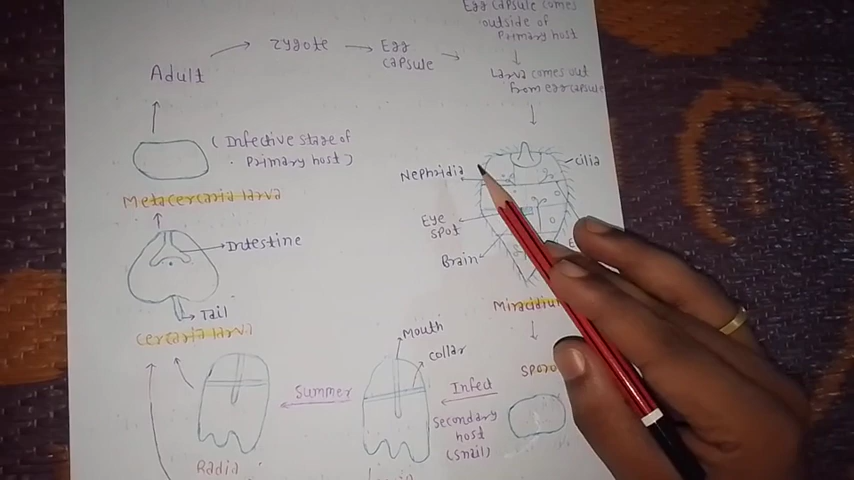 Egg capsule comes
outside of
Primary host
Zygote
Egg
capsule
Adult
Larva comes out
from egg capsule
(Infective stage of
Primary host)
cilia
Nephridia
Metacercaria larva
Eye
spot
Intestine
Brain
Tail
Cercaria larva
Mouth
collar
Summer
Infect
Secondary
host
(snail)
Radia